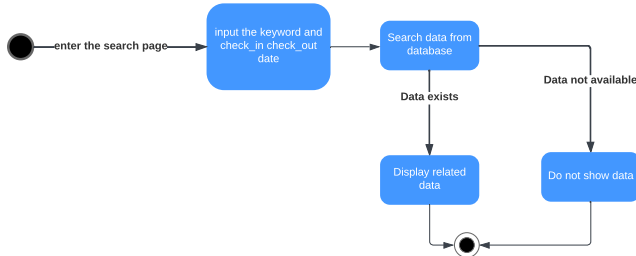 enter the search page
input the keyword and
check_in check_out
date
Search data from
database
Data exists
Data not available
Display related
data
Do not show data